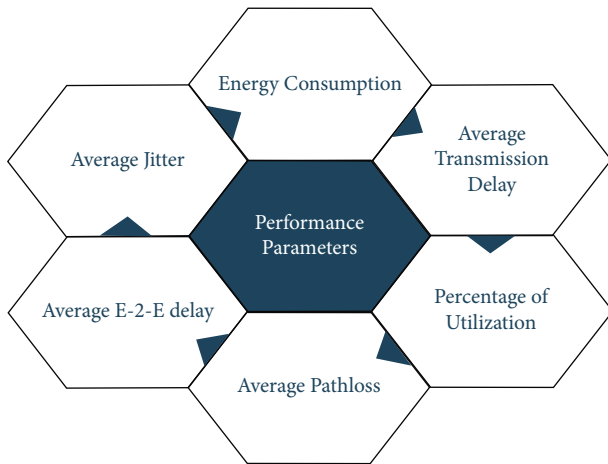 Energy Consumption
Average
Transmission
Delay
Average Jitter
Performance
Parameters
Average E-2-E delay
Percentage of
Utilization
Average Pathloss